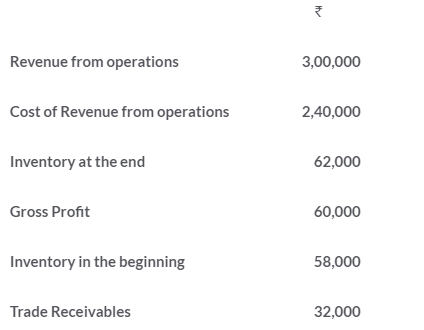 ₹
Revenue from operations 3,00,000
Cost of Revenue from operations 2,40,000
Inventory at the end 62,000
Gross Profit 60,000
Inventory in the beginning 58,000
Trade Receivables 32,000